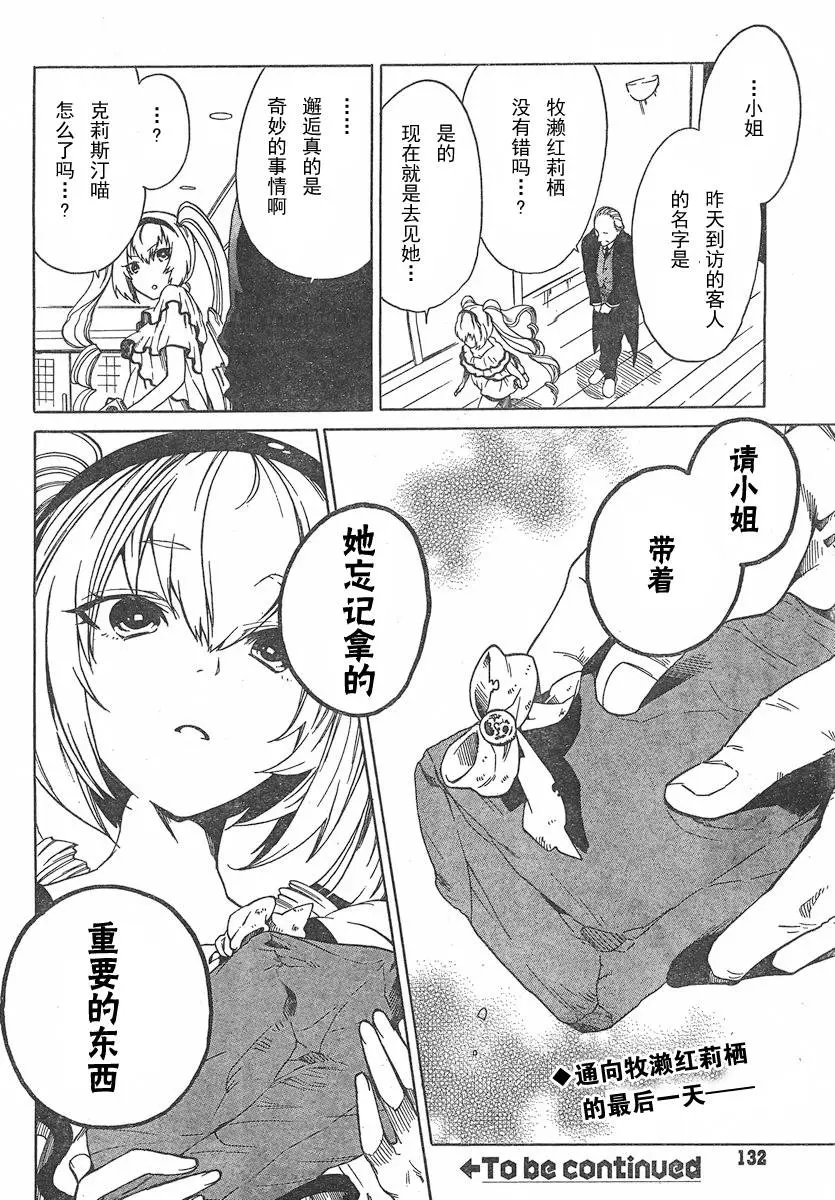 …小姐
昨天到访的客人
的名字是
牧濑红莉栖
没有错吗…?
是的
现在就是去见她…
……
邂逅真的是
奇妙的事情啊
…?
克莉斯汀喵
怎么了吗…?
请小姐
带着
她忘记拿的
重要的东西
◆通向牧濑红莉栖
的最后一天——
←To be continued
132